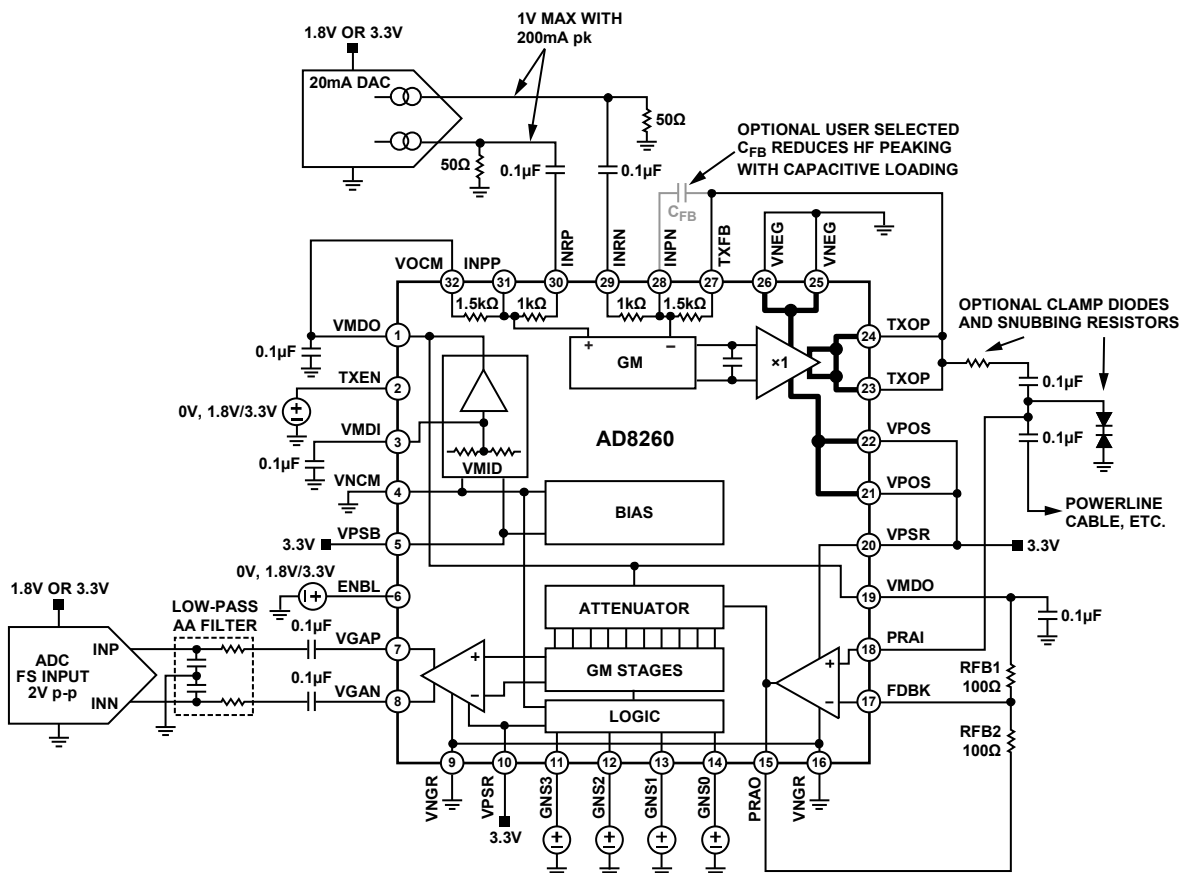 1V MAX WITH
200mA pk
1.8V OR 3.3V
20mA DAC
50Ω
50Ω
0.1µF
0.1µF
OPTIONAL USER SELECTED
CFB REDUCES HF PEAKING
WITH CAPACITIVE LOADING
CFB
VOCM
INPP
INRP
INRN
INPN
TXFB
VNEG
VNEG
32
31
30
29
28
27
26
25
1.5kΩ
1kΩ
1kΩ
1.5kΩ
OPTIONAL CLAMP DIODES
AND SNUBBING RESISTORS
VMDO
1
0.1µF
TXEN
2
0V, 1.8V/3.3V
+
–
VMDI
3
0.1µF
VNCM
4
VPSB
5
3.3V
0V, 1.8V/3.3V
ENBL
6
+
–
VMID
+
–
GM
×1
AD8260
BIAS
24
TXOP
23
TXOP
0.1µF
0.1µF
22
VPOS
21
VPOS
POWERLINE
CABLE, ETC.
20
VPSR
3.3V
19
VMDO
0.1µF
18
PRAI
17
FDBK
RFB1
100Ω
RFB2
100Ω
1.8V OR 3.3V
LOW-PASS
AA FILTER
ADC
FS INPUT
2V p-p
INP
INN
0.1µF
0.1µF
VGAP
7
VGAN
8
+
–
ATTENUATOR
GM STAGES
LOGIC
+
–
9
10
11
12
13
14
15
16
VNGR
VPSR
GNS3
GNS2
GNS1
GNS0
PRAO
VNGR
3.3V
+
–
+
–
+
–
+
–